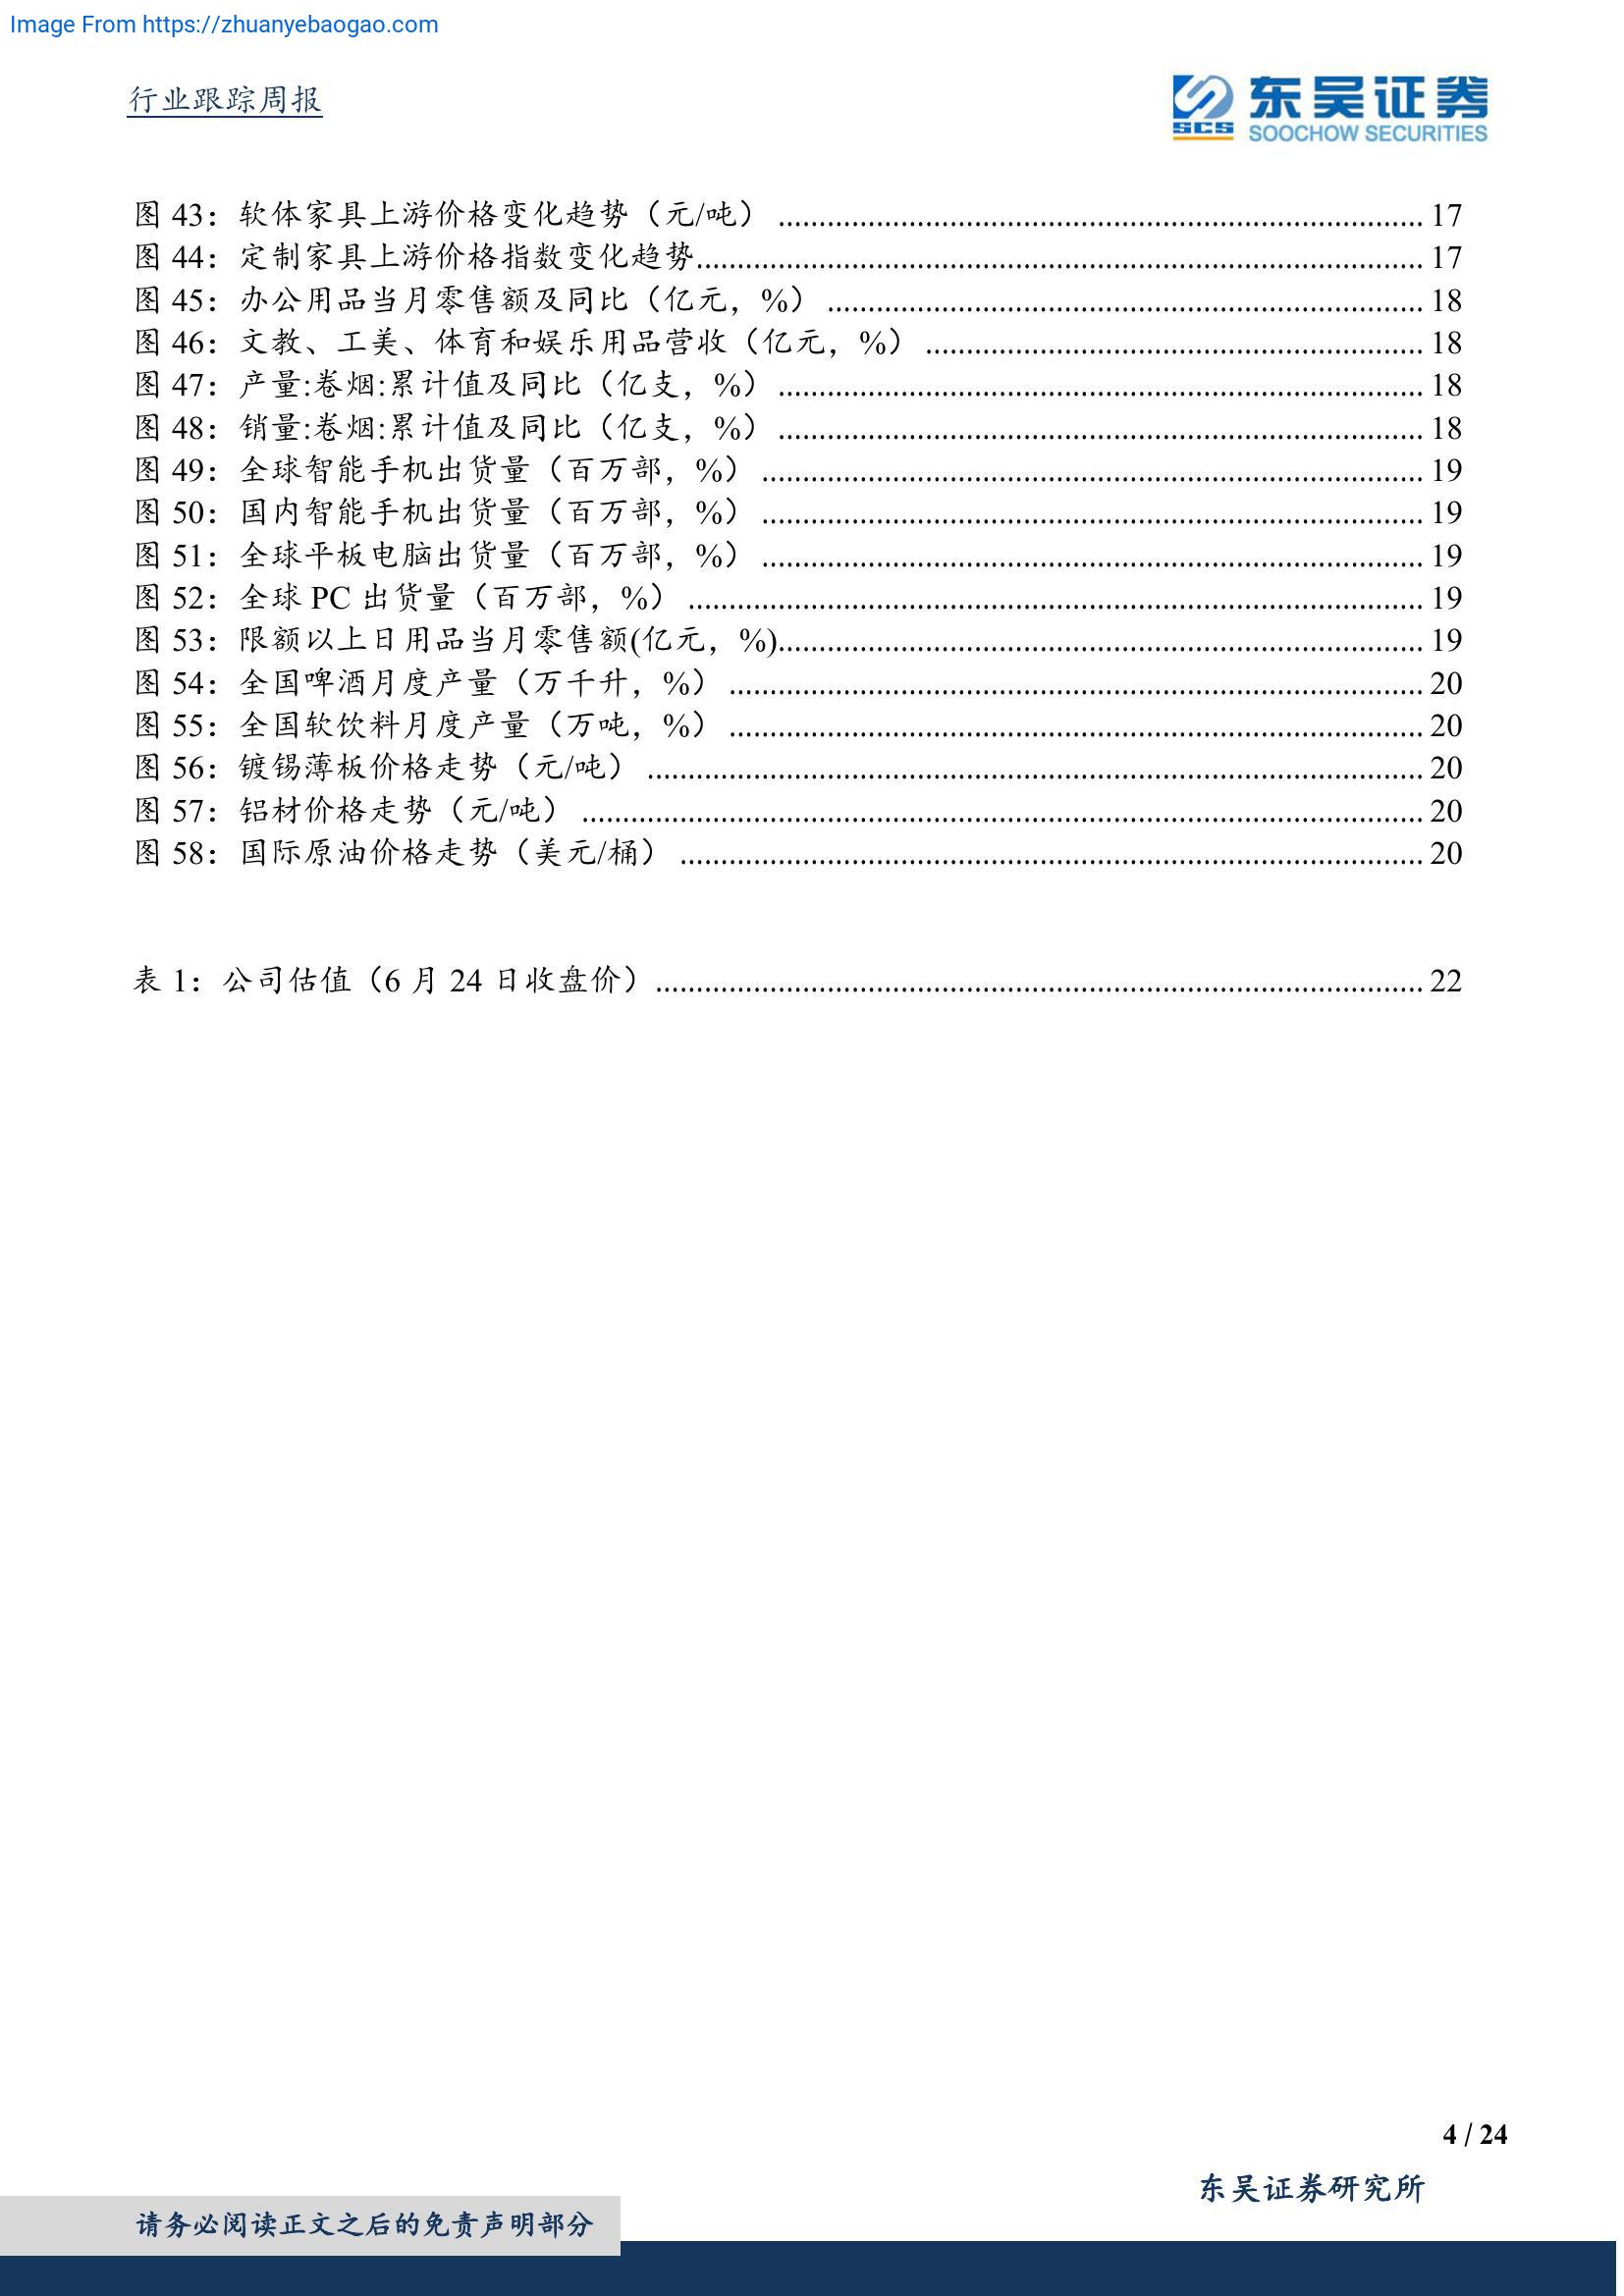 Image From https://zhuanyebaogao.com
行业跟踪周报
东吴证券
SCS SOOCHOW SECURITIES
图 43：软体家具上游价格变化趋势（元/吨） ........ 17
图 44：定制家具上游价格指数变化趋势........ 17
图 45：办公用品当月零售额及同比（亿元，%） ........ 18
图 46：文教、工美、体育和娱乐用品营收（亿元，%） ........ 18
图 47：产量:卷烟:累计值及同比（亿支，%） ........ 18
图 48：销量:卷烟:累计值及同比（亿支，%） ........ 18
图 49：全球智能手机出货量（百万部，%） ........ 19
图 50：国内智能手机出货量（百万部，%） ........ 19
图 51：全球平板电脑出货量（百万部，%） ........ 19
图 52：全球 PC 出货量（百万部，%） ........ 19
图 53：限额以上日用品当月零售额(亿元，%)........ 19
图 54：全国啤酒月度产量（万千升，%） ........ 20
图 55：全国软饮料月度产量（万吨，%） ........ 20
图 56：镀锡薄板价格走势（元/吨） ........ 20
图 57：铝材价格走势（元/吨） ........ 20
图 58：国际原油价格走势（美元/桶） ........ 20
表 1：公司估值（6 月 24 日收盘价）........ 22
4 / 24
东吴证券研究所
请务必阅读正文之后的免责声明部分